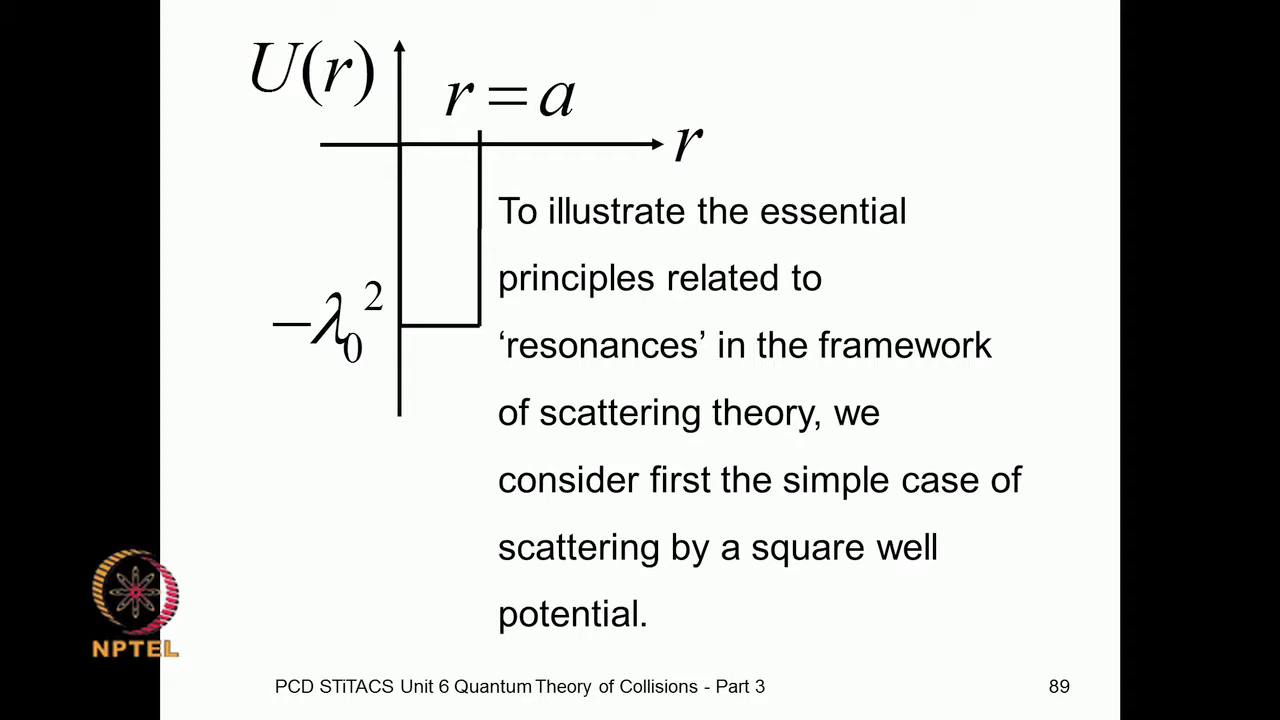 U(r)
r = a
r
−λ₀²
To illustrate the essential
principles related to
‘resonances’ in the framework
of scattering theory, we
consider first the simple case of
scattering by a square well
potential.
NPTEL
PCD STiTACS Unit 6 Quantum Theory of Collisions - Part 3
89